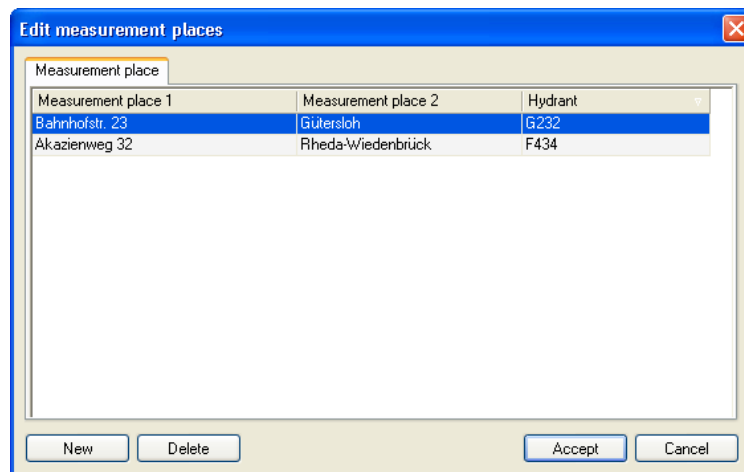 Edit measurement places
Measurement place
Measurement place 1 Measurement place 2 Hydrant
Bahnhofstr. 23 Gütersloh G232
Akazienweg 32 Rheda-Wiedenbrück F434
New Delete Accept Cancel